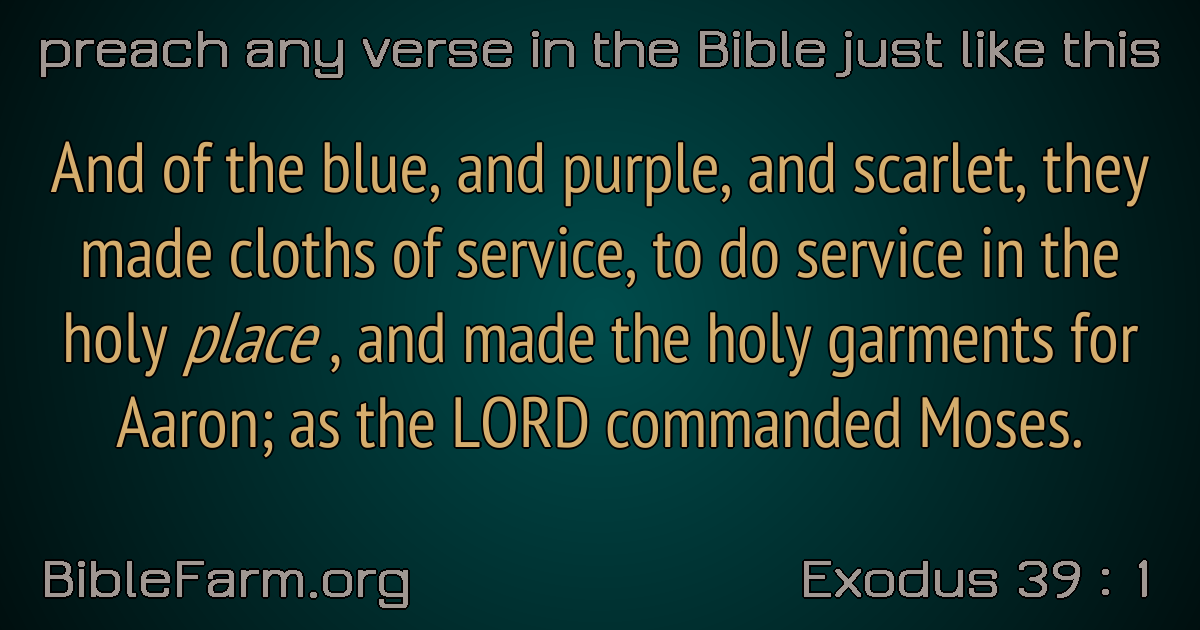 preach any verse in the Bible just like this
And of the blue, and purple, and scarlet, they
made cloths of service, to do service in the
holy place , and made the holy garments for
Aaron; as the LORD commanded Moses.
BibleFarm.org
Exodus 39 : 1